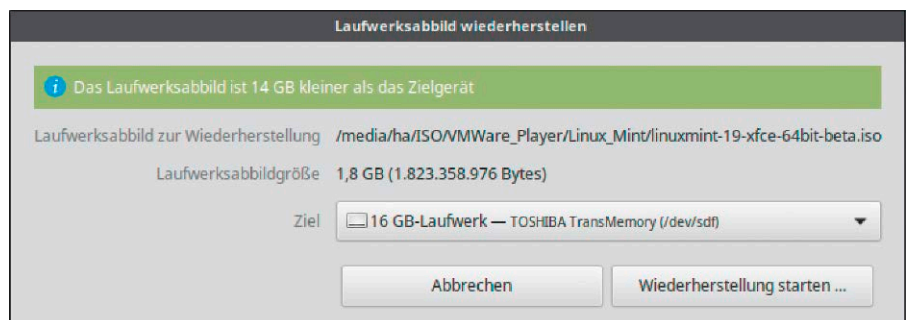 Laufwerksabbild wiederherstellen
Das Laufwerksabbild ist 14 GB kleiner als das Zielgerät
Laufwerksabbild zur Wiederherstellung /media/ha/ISO/VMWare_Player/Linux_Mint/linuxmint-19-xfce-64bit-beta.iso
Laufwerksabbildgröße 1,8 GB (1.823.358.976 Bytes)
Ziel 16 GB-Laufwerk — TOSHIBA TransMemory (/dev/sdf)
Abbrechen Wiederherstellung starten ...